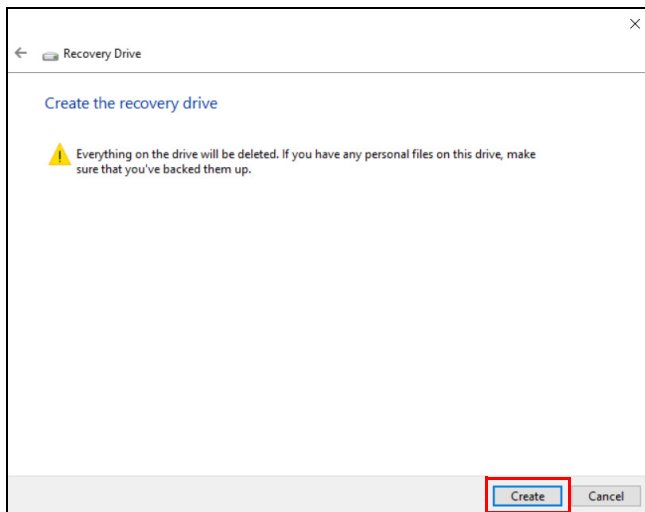 Recovery Drive
Create the recovery drive
Everything on the drive will be deleted. If you have any personal files on this drive, make
sure that you've backed them up.
Create Cancel